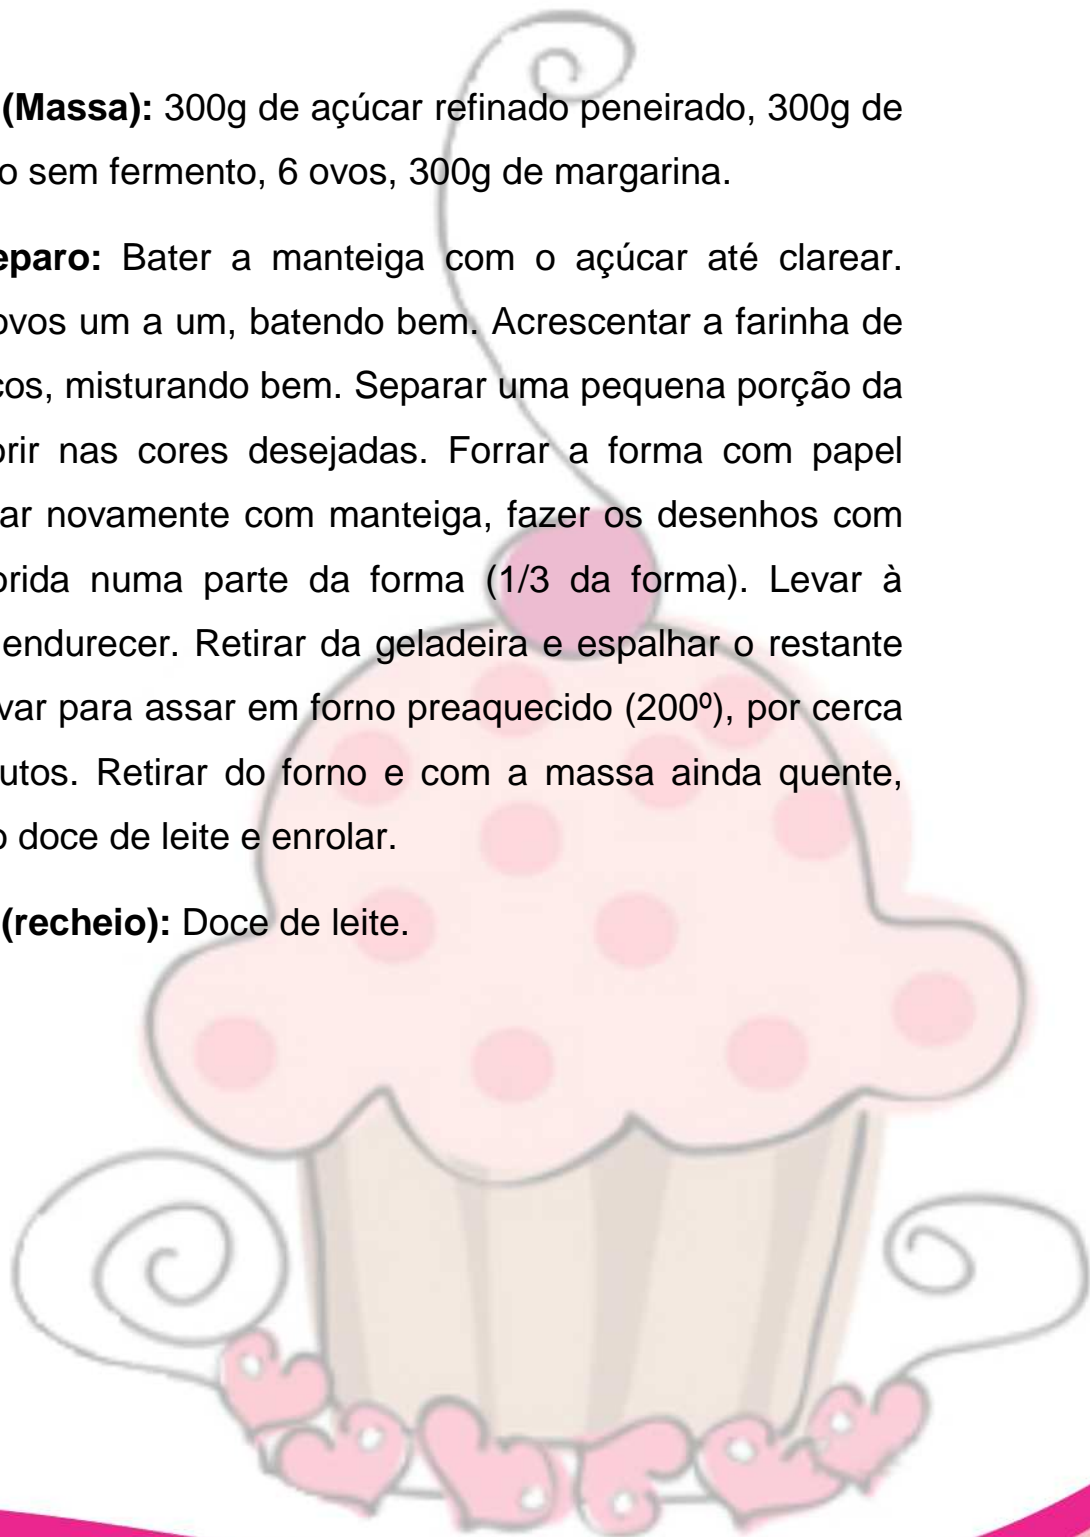 (Massa): 300g de açúcar refinado peneirado, 300g de
o sem fermento, 6 ovos, 300g de margarina.
eparo: Bater a manteiga com o açúcar até clarear.
ovos um a um, batendo bem. Acrescentar a farinha de
cos, misturando bem. Separar uma pequena porção da
orir nas cores desejadas. Forrar a forma com papel
ar novamente com manteiga, fazer os desenhos com
orida numa parte da forma (1/3 da forma). Levar à
endurecer. Retirar da geladeira e espalhar o restante
var para assar em forno preaquecido (200º), por cerca
utos. Retirar do forno e com a massa ainda quente,
o doce de leite e enrolar.
(recheio): Doce de leite.